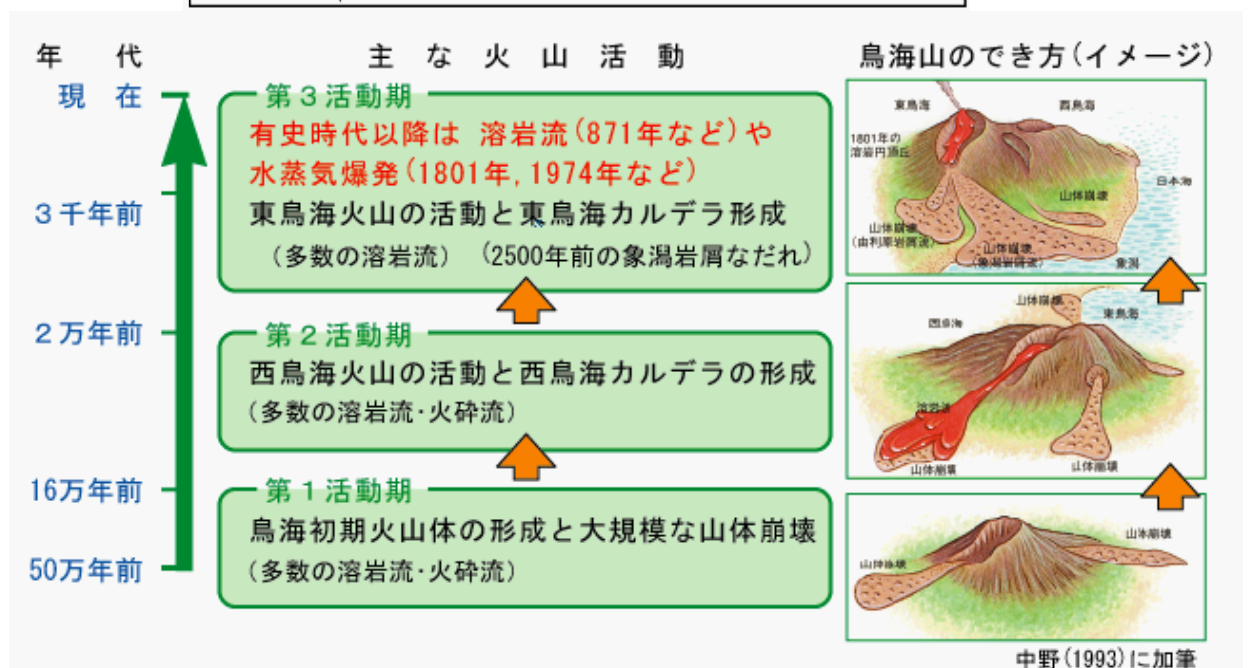 年 代
主 な 火 山 活 動
鳥海山のでき方(イメージ)
現 在
3千年前
2万年前
16万年前
50万年前
第3活動期
有史時代以降は 溶岩流(871年など)や
水蒸気爆発(1801年,1974年など)
東鳥海火山の活動と東鳥海カルデラ形成
(多数の溶岩流) (2500年前の象潟岩屑なだれ)
第2活動期
西鳥海火山の活動と西鳥海カルデラの形成
(多数の溶岩流・火砕流)
第1活動期
鳥海初期火山体の形成と大規模な山体崩壊
(多数の溶岩流・火砕流)
東鳥海
西鳥海
1801年の
溶岩円頂丘
日本海
山体崩壊
山体崩壊
(由利原岩屑流)
山体崩壊
(象潟岩屑流)
象潟
山体崩壊
東鳥海
西鳥海
溶岩流
山体崩壊
山体崩壊
山体崩壊
山体崩壊
中野(1993)に加筆